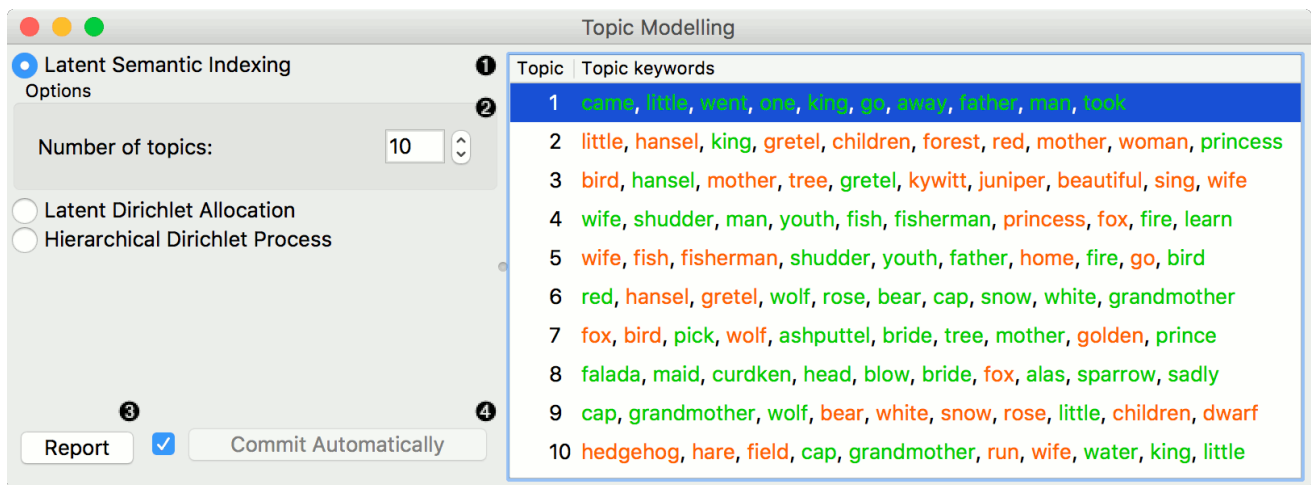 Topic Modelling
Latent Semantic Indexing ❶
Options
❷
Number of topics: 10
Latent Dirichlet Allocation
Hierarchical Dirichlet Process
❸ ❹
Report Commit Automatically
Topic Topic keywords
1 came, little, went, one, king, go, away, father, man, took
2 little, hansel, king, gretel, children, forest, red, mother, woman, princess
3 bird, hansel, mother, tree, gretel, kywitt, juniper, beautiful, sing, wife
4 wife, shudder, man, youth, fish, fisherman, princess, fox, fire, learn
5 wife, fish, fisherman, shudder, youth, father, home, fire, go, bird
6 red, hansel, gretel, wolf, rose, bear, cap, snow, white, grandmother
7 fox, bird, pick, wolf, ashputtel, bride, tree, mother, golden, prince
8 falada, maid, curdken, head, blow, bride, fox, alas, sparrow, sadly
9 cap, grandmother, wolf, bear, white, snow, rose, little, children, dwarf
10 hedgehog, hare, field, cap, grandmother, run, wife, water, king, little